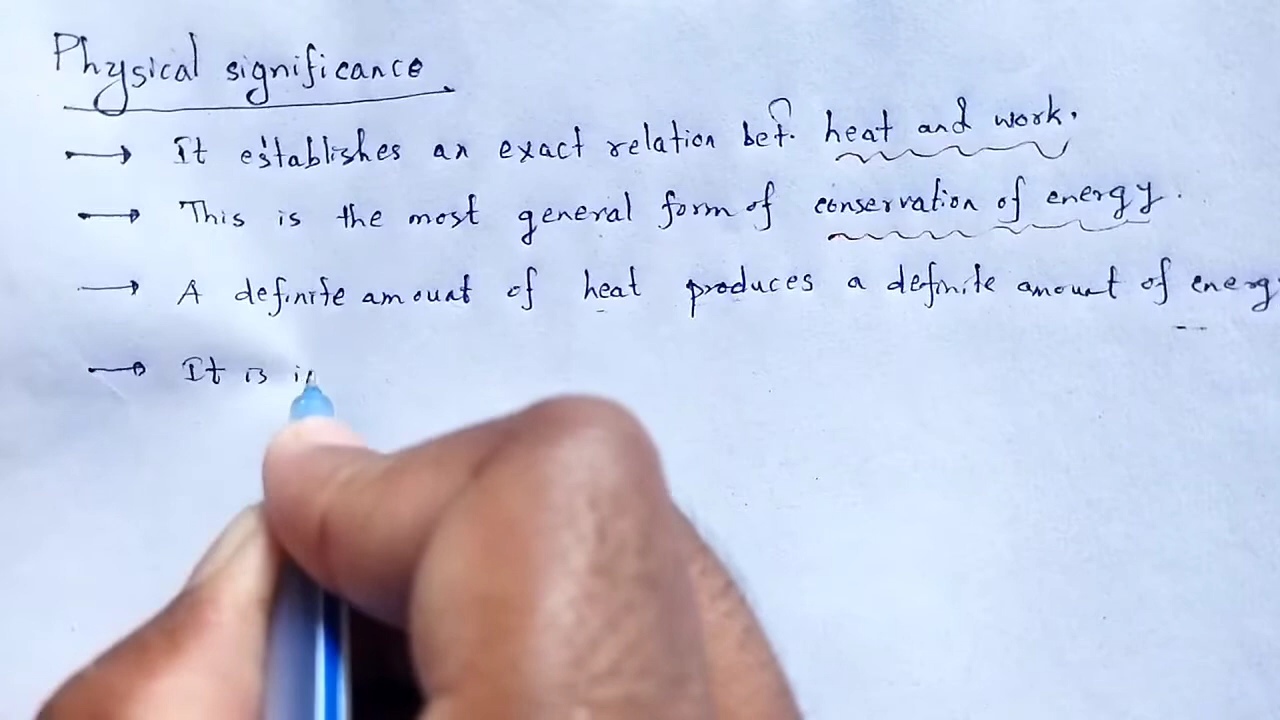 Physical significance
→ It establishes an exact relation bet. heat and work.
→ This is the most general form of conservation of energy.
→ A definite amount of heat produces a definite amount of energ
→ It is i